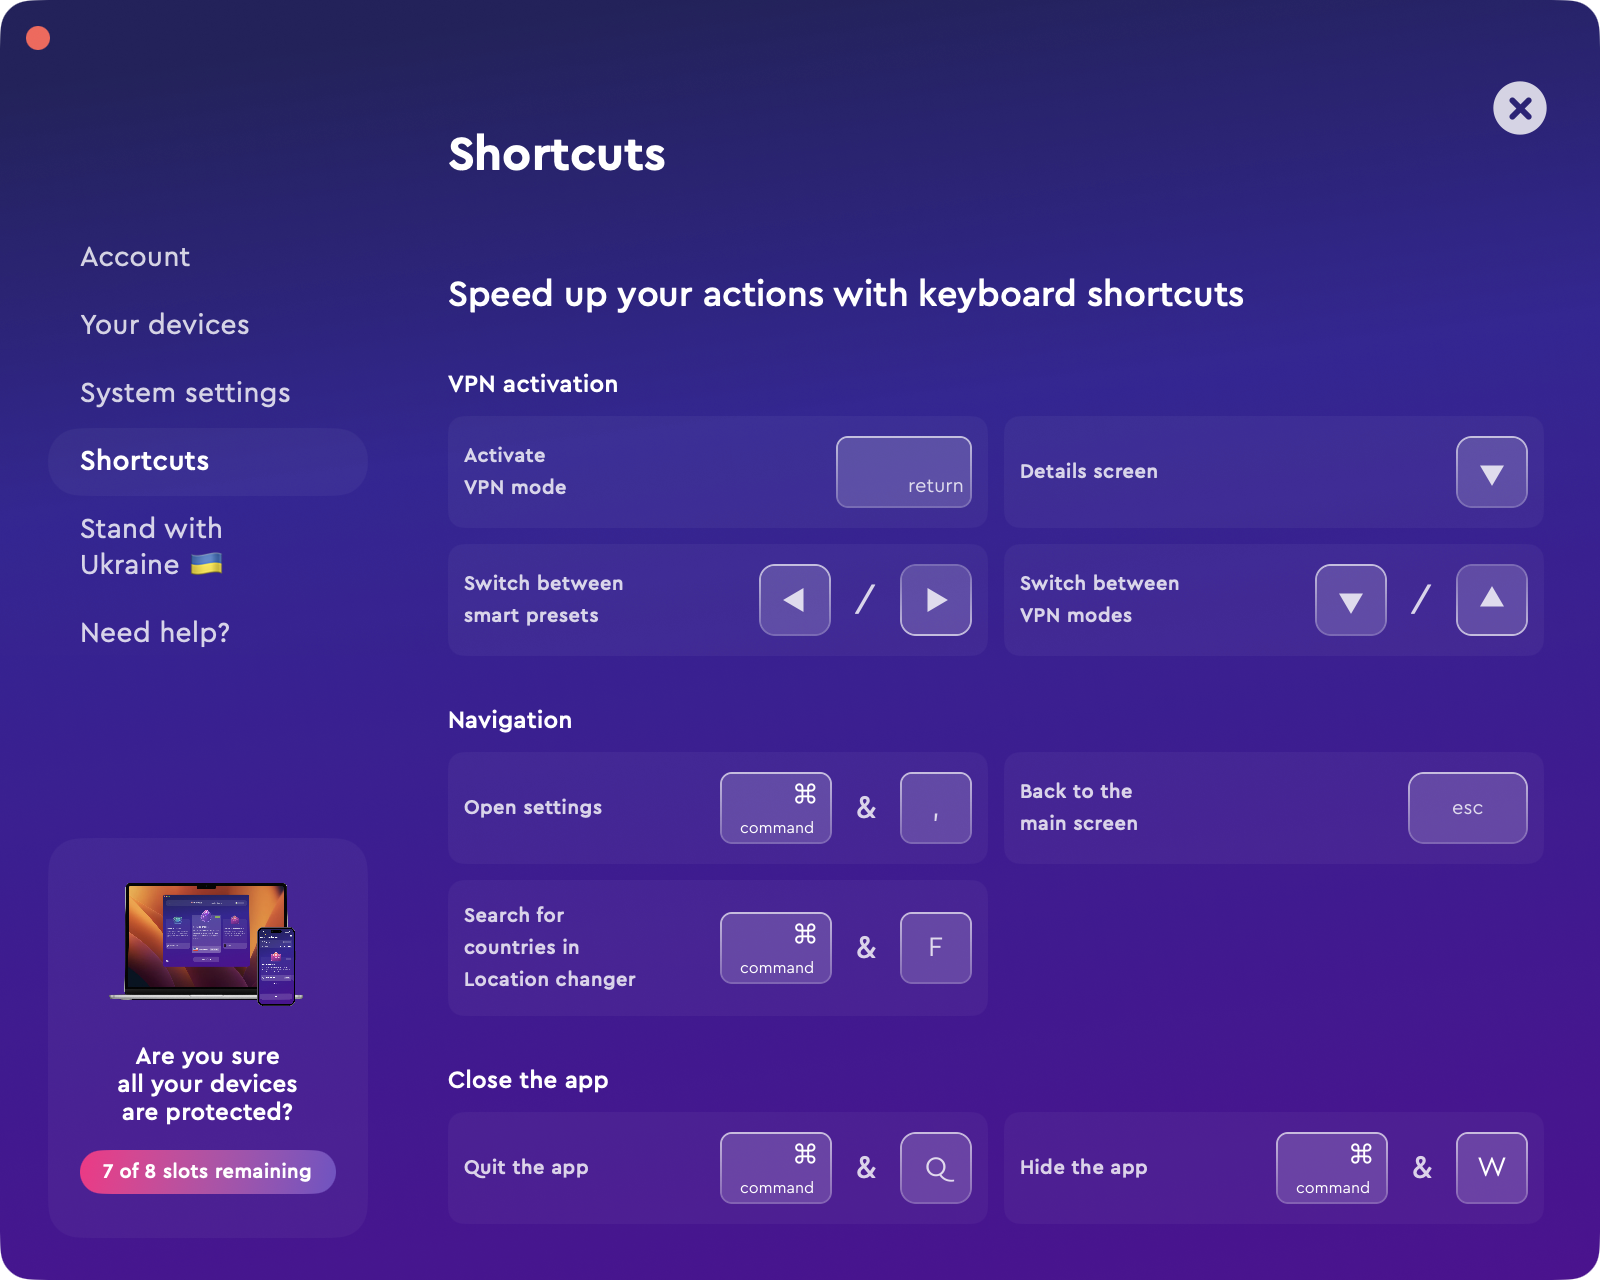 Shortcuts
Account
Your devices
System settings
Shortcuts
Stand with
Ukraine 🇺🇦
Need help?
Are you sure
all your devices
are protected?
7 of 8 slots remaining
Speed up your actions with keyboard shortcuts
VPN activation
Activate
VPN mode
return
Details screen
▼
Switch between
smart presets
◀ / ▶
Switch between
VPN modes
▼ / ▲
Navigation
Open settings
⌘
command & ,
Back to the
main screen
esc
Search for
countries in
Location changer
⌘
command & F
Close the app
Quit the app
⌘
command & Q
Hide the app
⌘
command & W